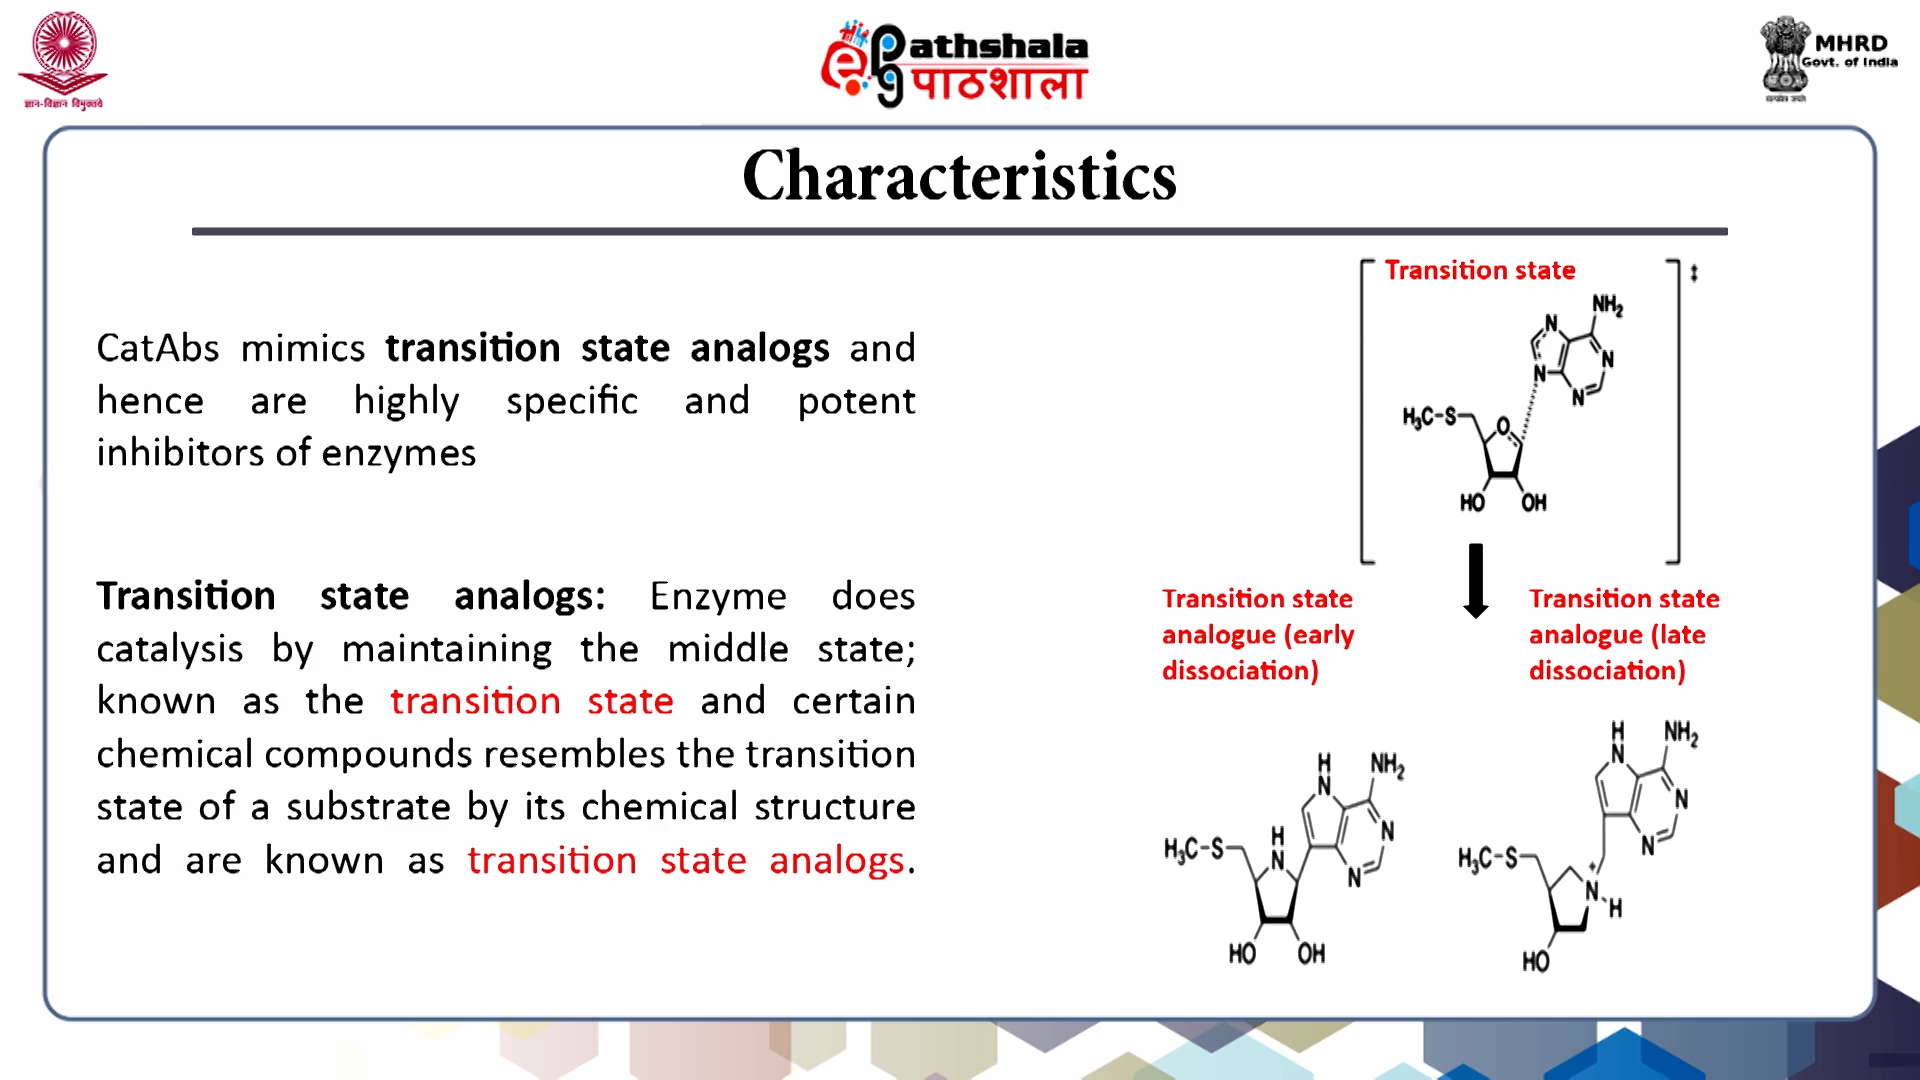 ज्ञान-विज्ञान विमुक्तये
e
Pg
athshala
पाठशाला
MHRD
Govt. of India
Characteristics
CatAbs mimics transition state analogs and
hence are highly specific and potent
inhibitors of enzymes
Transition state analogs: Enzyme does
catalysis by maintaining the middle state;
known as the transition state and certain
chemical compounds resembles the transition
state of a substrate by its chemical structure
and are known as transition state analogs.
Transition state
‡
NH2
N
N
N
N
H3C-S
O
HO OH
Transition state
analogue (early
dissociation)
Transition state
analogue (late
dissociation)
H
N
NH2
N
N
H
N
H3C-S
HO OH
H
N
NH2
N
N
H3C-S
+
N
H
HO